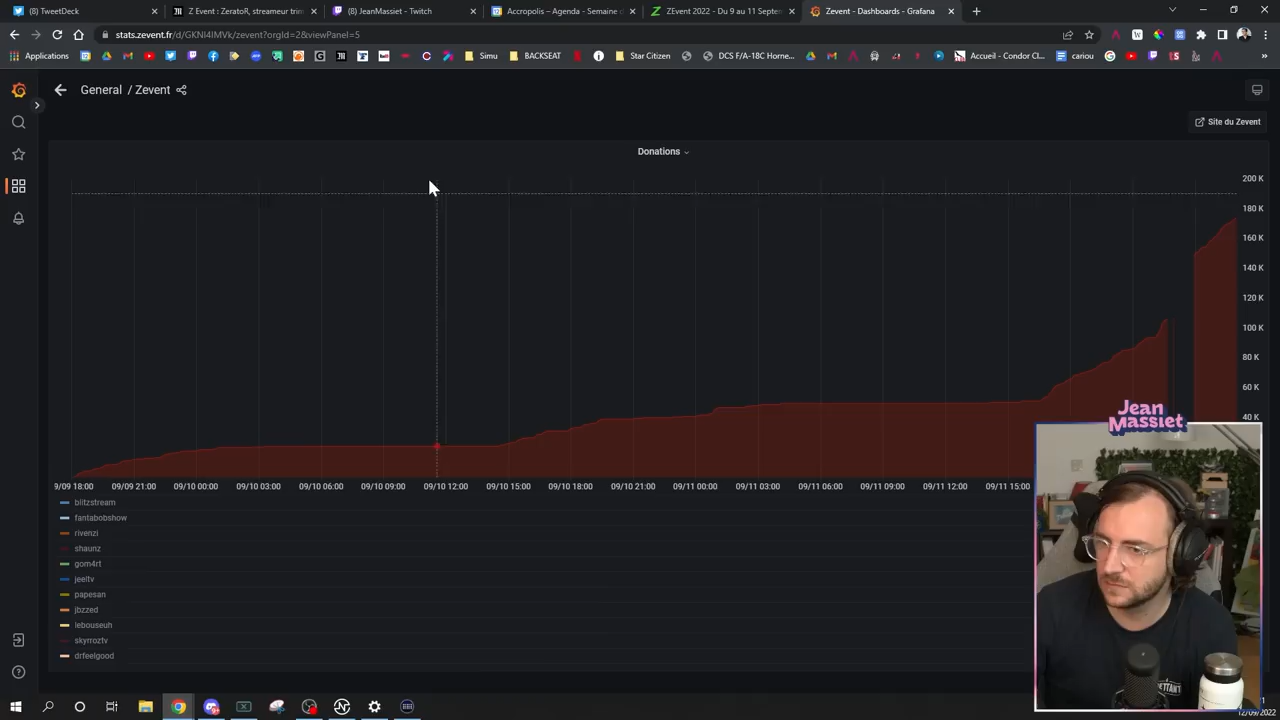 (8) TweetDeck
Z Event : ZeratoR, streameur trim
(8) JeanMassiet - Twitch
Accropolis – Agenda - Semaine d
ZEvent 2022 - Du 9 au 11 Septem
Zevent - Dashboards - Grafana
stats.zevent.fr/d/GKNI4IMVk/zevent?orgId=2&viewPanel=5
Applications
Simu
BACKSEAT
Star Citizen
DCS F/A-18C Horne...
Accueil - Condor Cl...
cariou
General / Zevent
Site du Zevent
Donations
200 K
180 K
160 K
140 K
120 K
100 K
80 K
60 K
40 K
9/09 18:00 09/09 21:00 09/10 00:00 09/10 03:00 09/10 06:00 09/10 09:00 09/10 12:00 09/10 15:00 09/10 18:00 09/10 21:00 09/11 00:00 09/11 03:00 09/11 06:00 09/11 09:00 09/11 12:00 09/11 15:00
blitzstream
fantabobshow
rivenzi
shaunz
gom4rt
jeeltv
papesan
jbzzed
lebouseuh
skyrroztv
drfeelgood
Jean
Massiet
12/09/2022